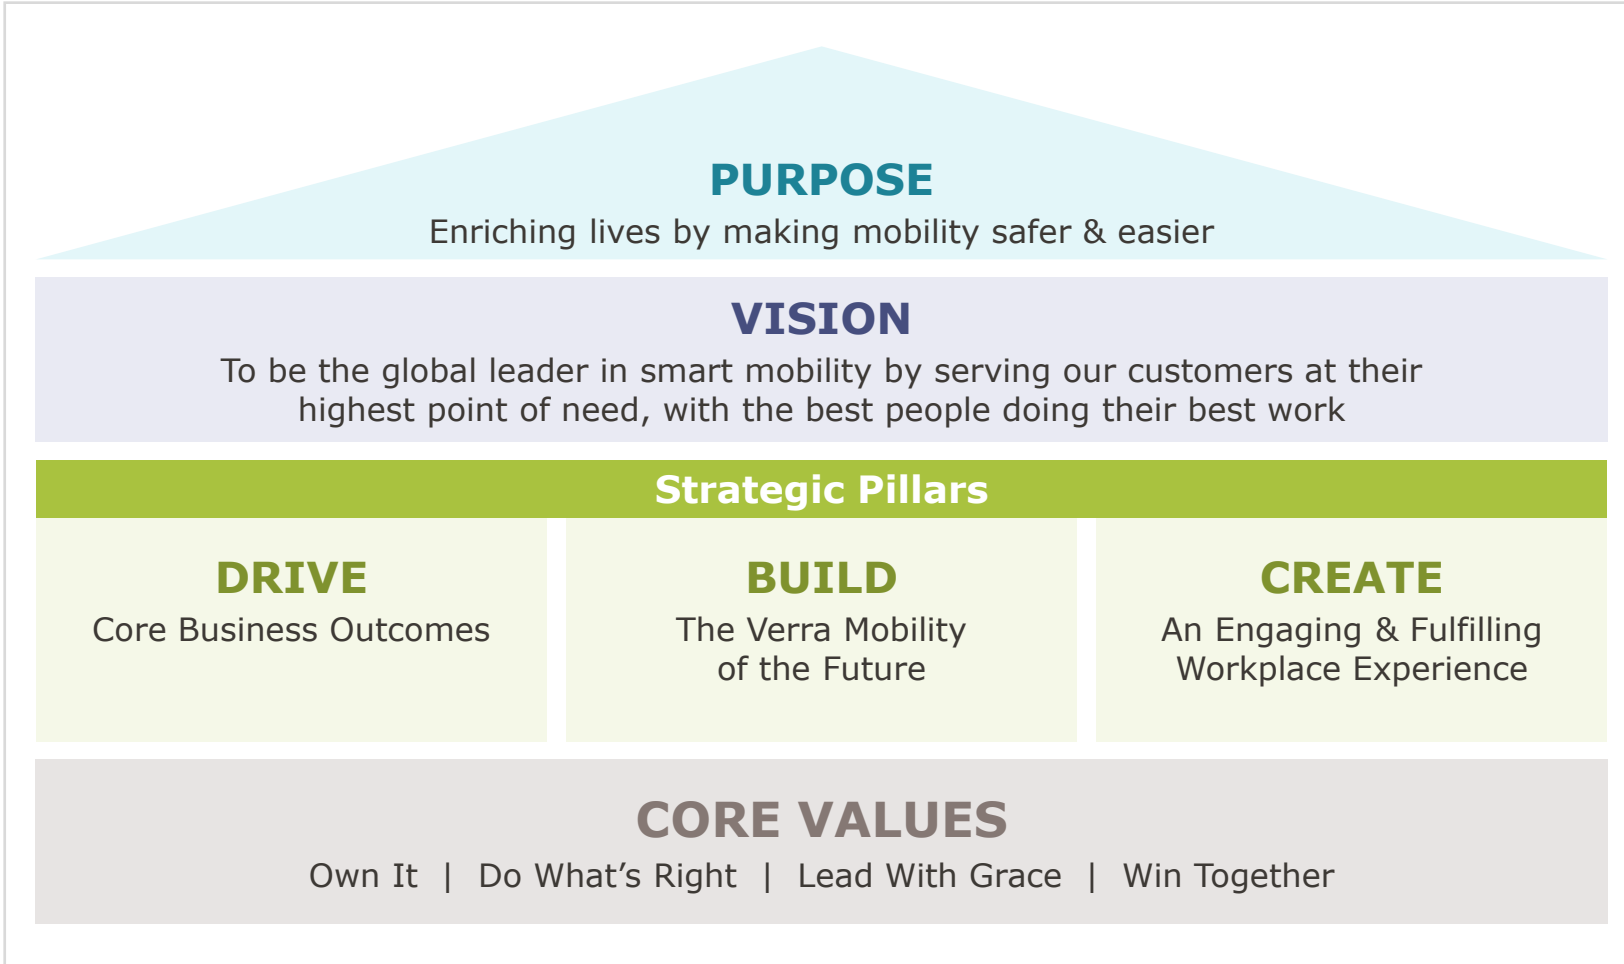 PURPOSE
Enriching lives by making mobility safer & easier
VISION
To be the global leader in smart mobility by serving our customers at their
highest point of need, with the best people doing their best work
Strategic Pillars
DRIVE
Core Business Outcomes
BUILD
The Verra Mobility
of the Future
CREATE
An Engaging & Fulfilling
Workplace Experience
CORE VALUES
Own It | Do What’s Right | Lead With Grace | Win Together